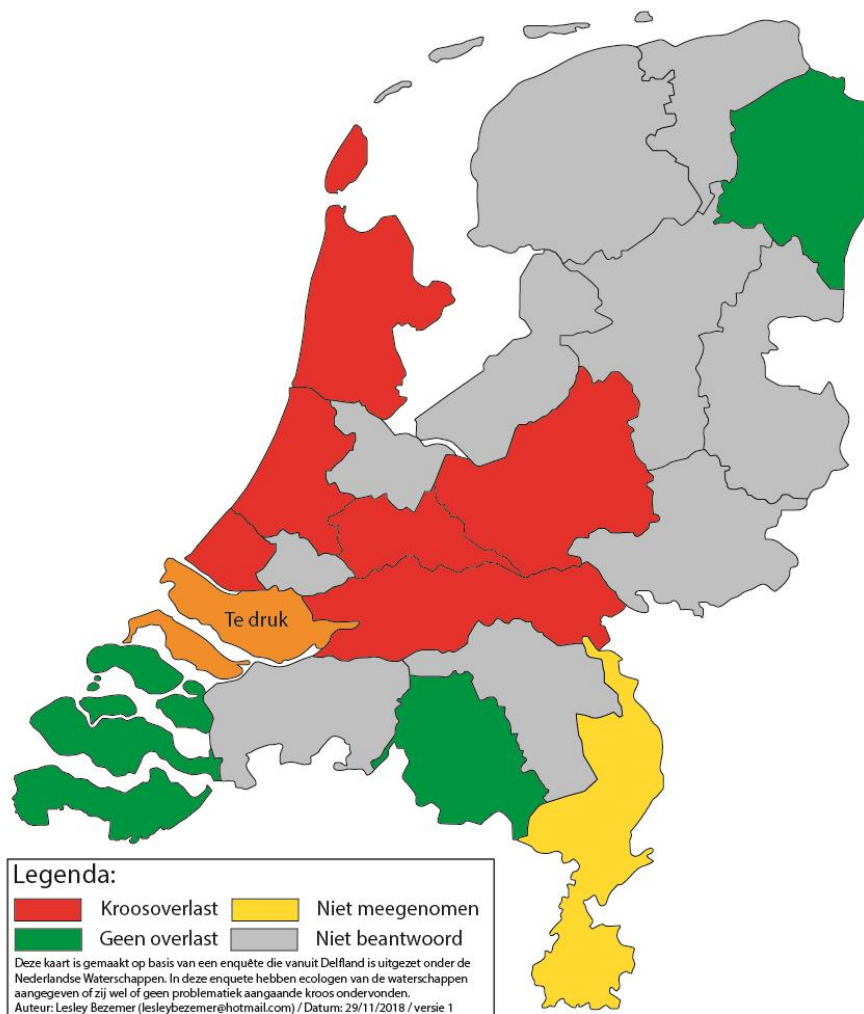 Te druk
Legenda:
Kroosoverlast
Niet meegenomen
Geen overlast
Niet beantwoord
Deze kaart is gemaakt op basis van een enquête die vanuit Delfland is uitgezet onder de
Nederlandse Waterschappen. In deze enquete hebben ecologen van de waterschappen
aangegeven of zij wel of geen problematiek aangaande kroos ondervonden.
Auteur: Lesley Bezemer (lesleybezemer@hotmail.com) / Datum: 29/11/2018 / versie 1